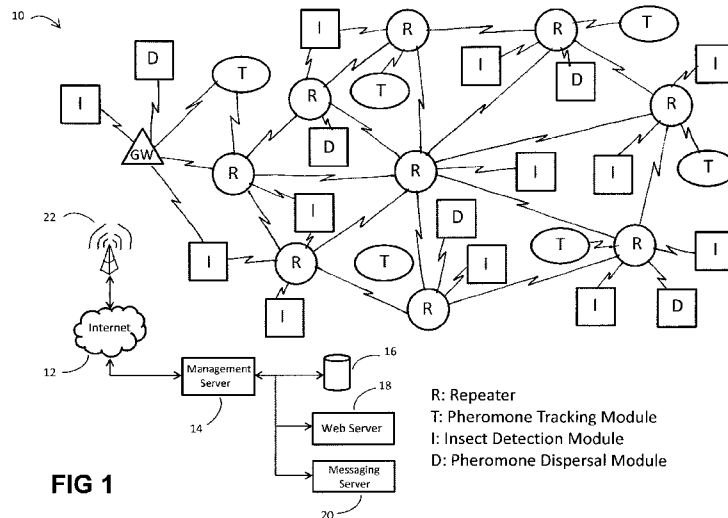 10
I
R
R
T
D
I
D
T
I
T
I
D
R
I
R
GW
D
I
T
R
R
I
22
I
D
I
T
T
R
I
I
R
I
I
R
I
D
Internet
12
Management
Server
14
16
18
Web Server
Messaging
Server
20
R: Repeater
T: Pheromone Tracking Module
I: Insect Detection Module
D: Pheromone Dispersal Module
FIG 1